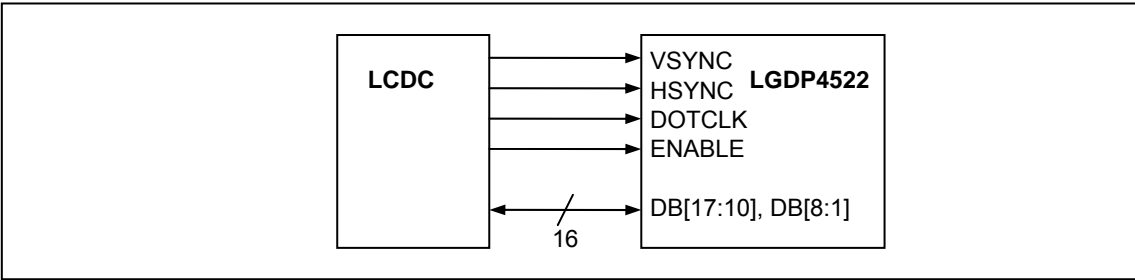 LCDC
LGDP4522
VSYNC
HSYNC
DOTCLK
ENABLE
DB[17:10], DB[8:1]
16